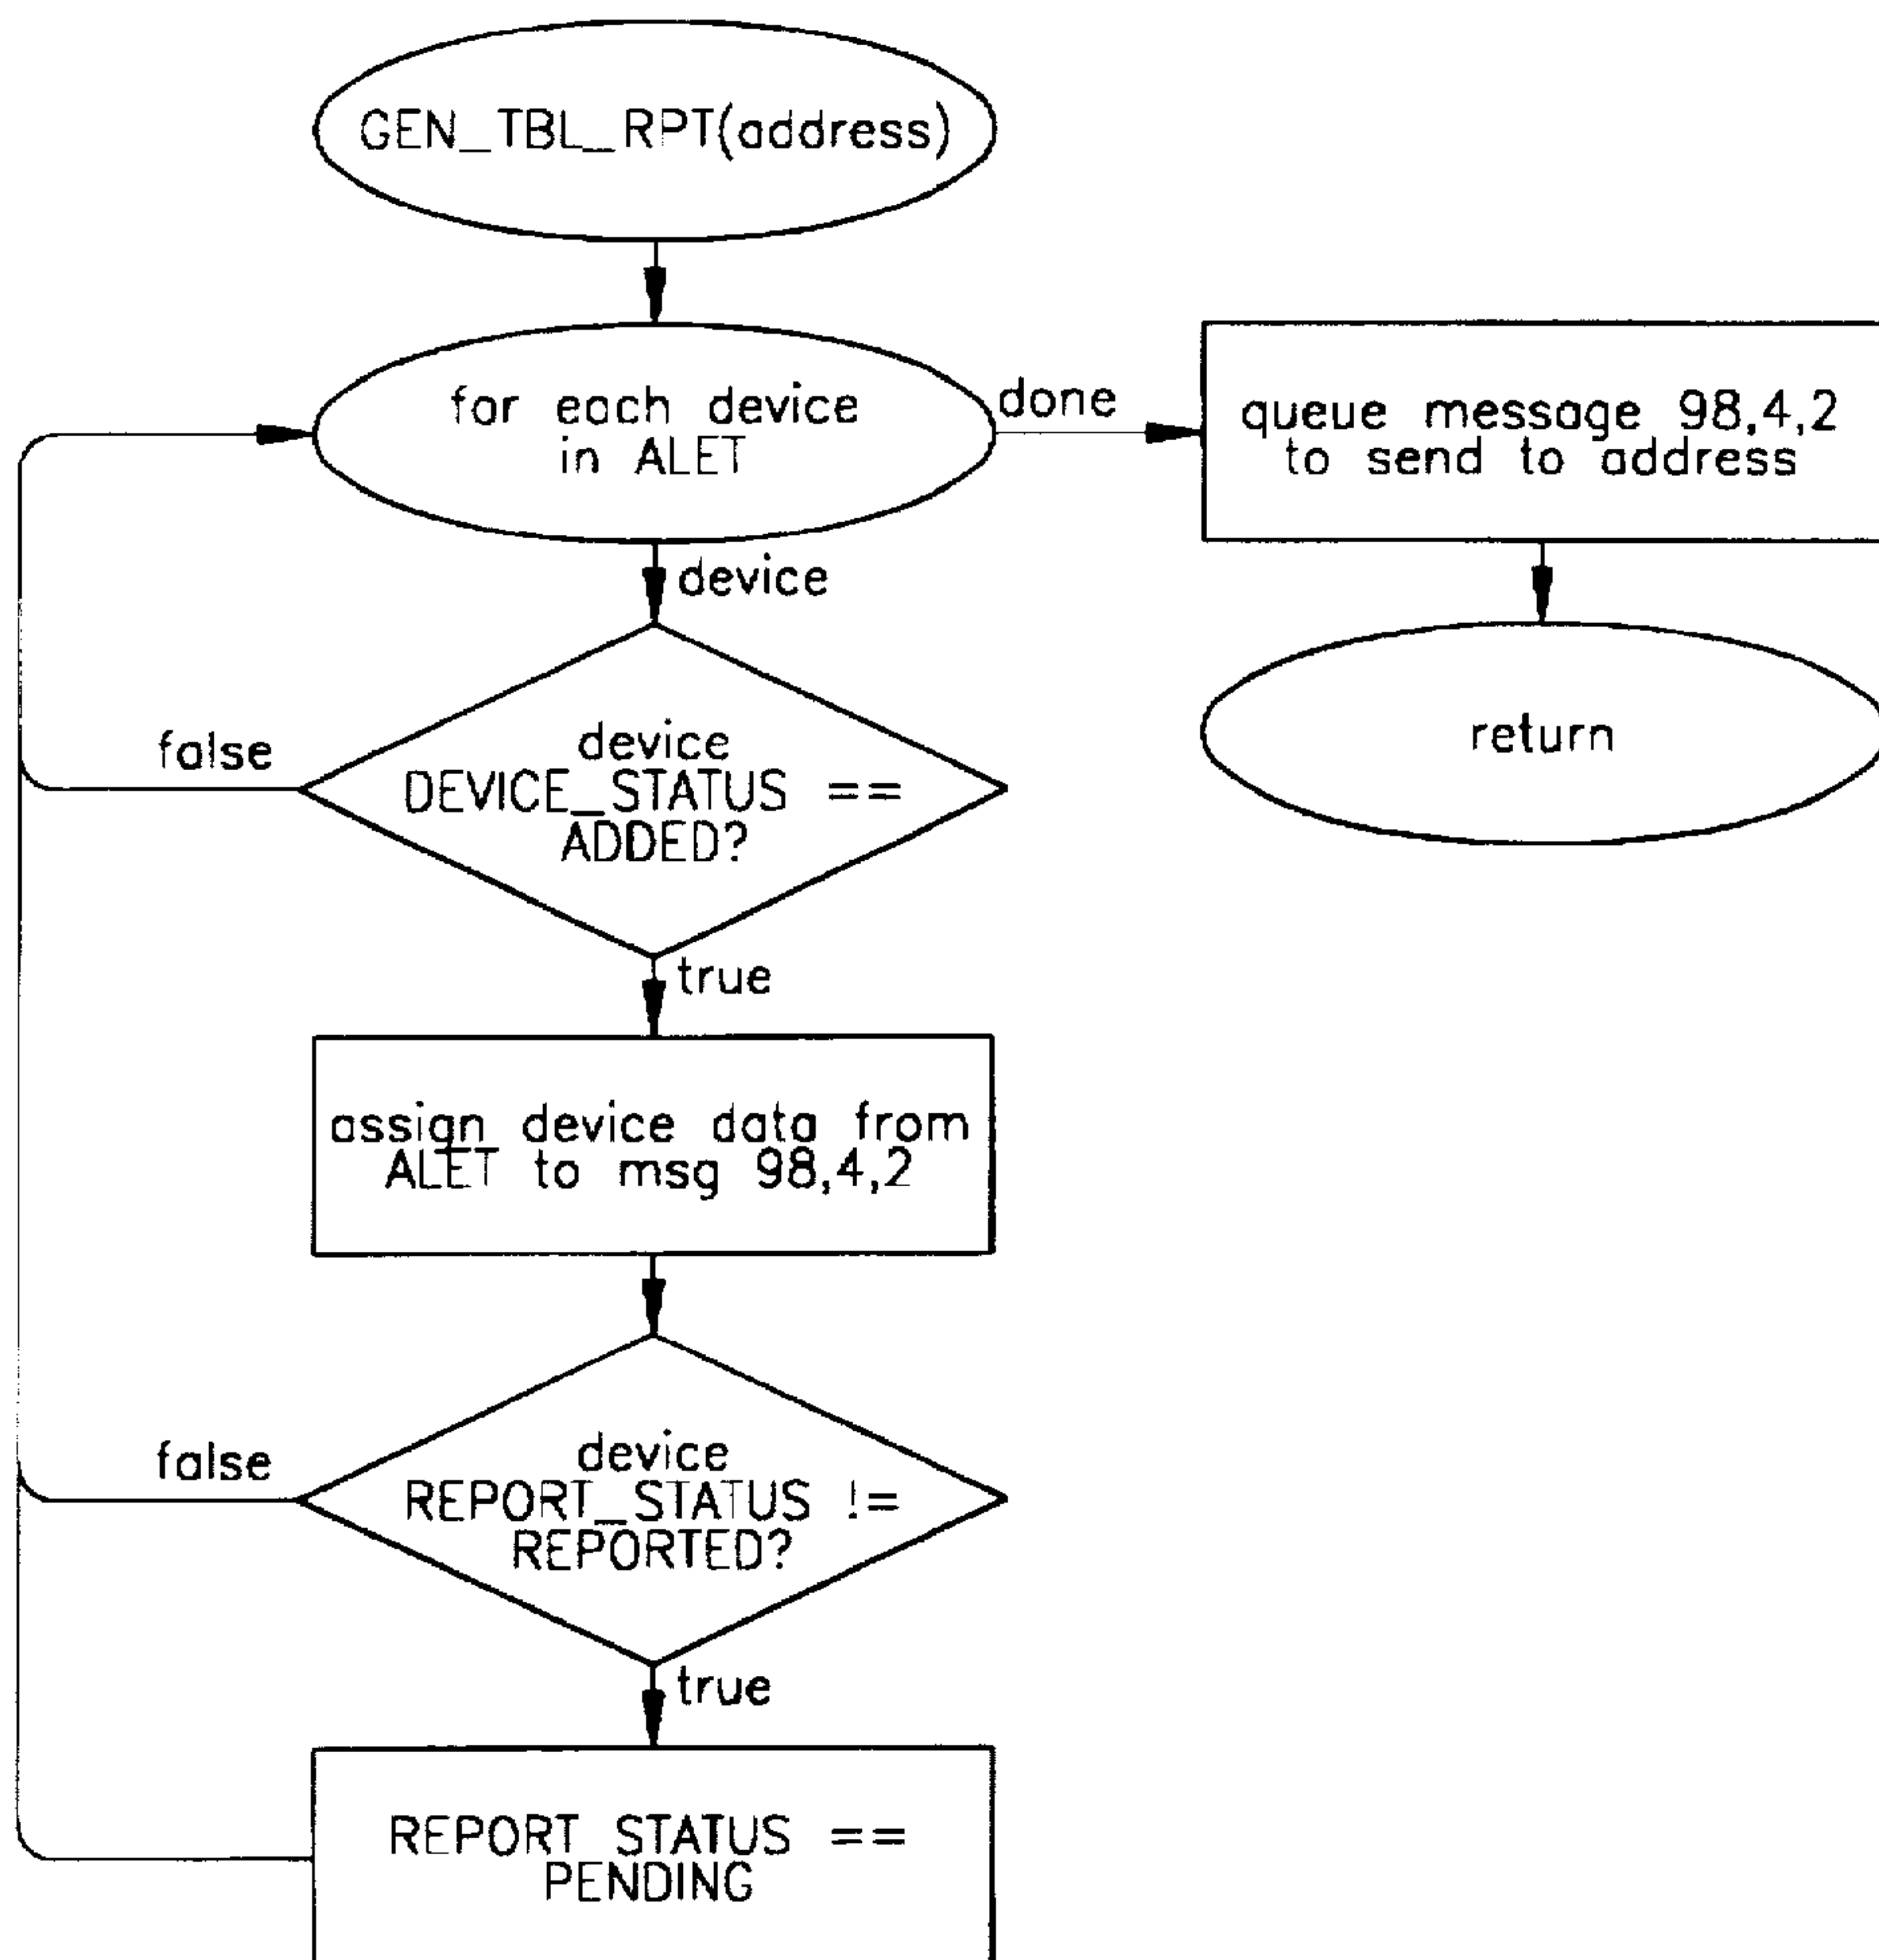 GEN_TBL_RPT(address)
for each device
in ALET
done
queue message 98,4,2
to send to address
device
return
false
device
DEVICE_STATUS ==
ADDED?
true
assign device data from
ALET to msg 98,4,2
false
device
REPORT_STATUS !=
REPORTED?
true
REPORT STATUS ==
PENDING